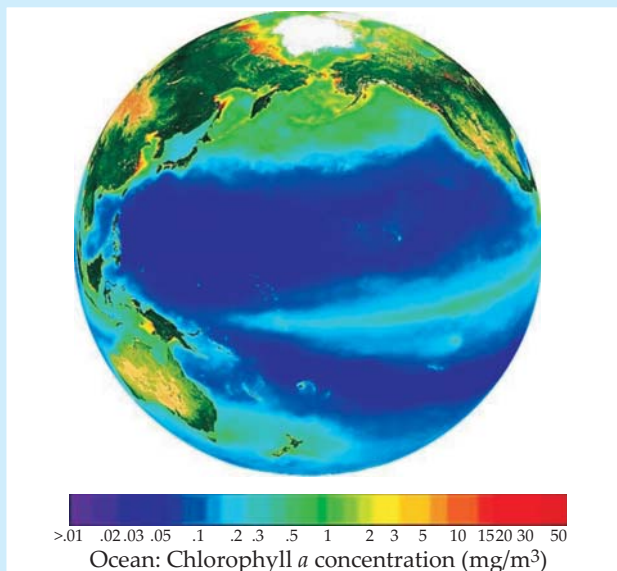 >.01 .02 .03 .05 .1 .2 .3 .5 1 2 3 5 10 15 20 30 50
Ocean: Chlorophyll a concentration (mg/m³)